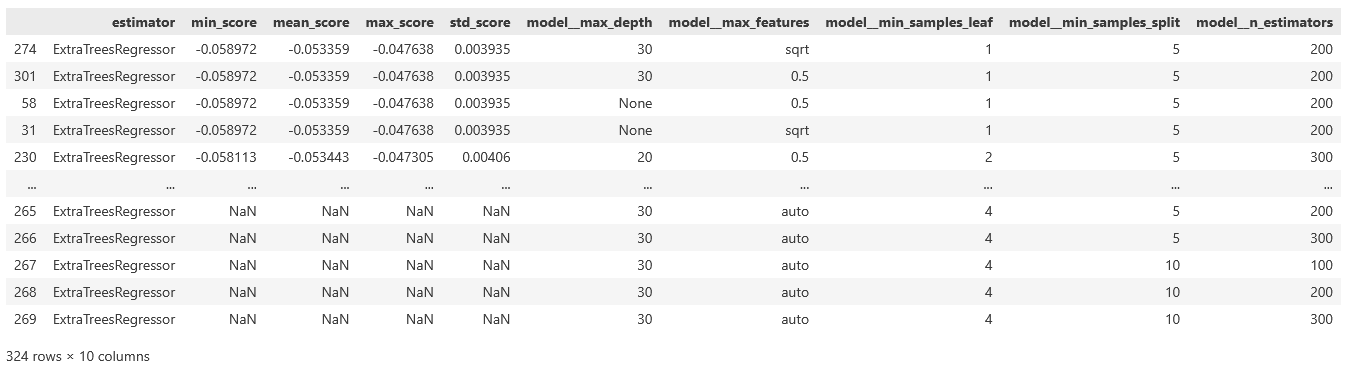 estimator min_score mean_score max_score std_score model__max_depth model__max_features model__min_samples_leaf model__min_samples_split model__n_estimators
274 ExtraTreesRegressor -0.058972 -0.053359 -0.047638 0.003935 30 sqrt 1 5 200
301 ExtraTreesRegressor -0.058972 -0.053359 -0.047638 0.003935 30 0.5 1 5 200
58 ExtraTreesRegressor -0.058972 -0.053359 -0.047638 0.003935 None 0.5 1 5 200
31 ExtraTreesRegressor -0.058972 -0.053359 -0.047638 0.003935 None sqrt 1 5 200
230 ExtraTreesRegressor -0.058113 -0.053443 -0.047305 0.00406 20 0.5 2 5 300
... ... ... ... ... ... ... ... ... ... ...
265 ExtraTreesRegressor NaN NaN NaN NaN 30 auto 4 5 200
266 ExtraTreesRegressor NaN NaN NaN NaN 30 auto 4 5 300
267 ExtraTreesRegressor NaN NaN NaN NaN 30 auto 4 10 100
268 ExtraTreesRegressor NaN NaN NaN NaN 30 auto 4 10 200
269 ExtraTreesRegressor NaN NaN NaN NaN 30 auto 4 10 300
324 rows × 10 columns